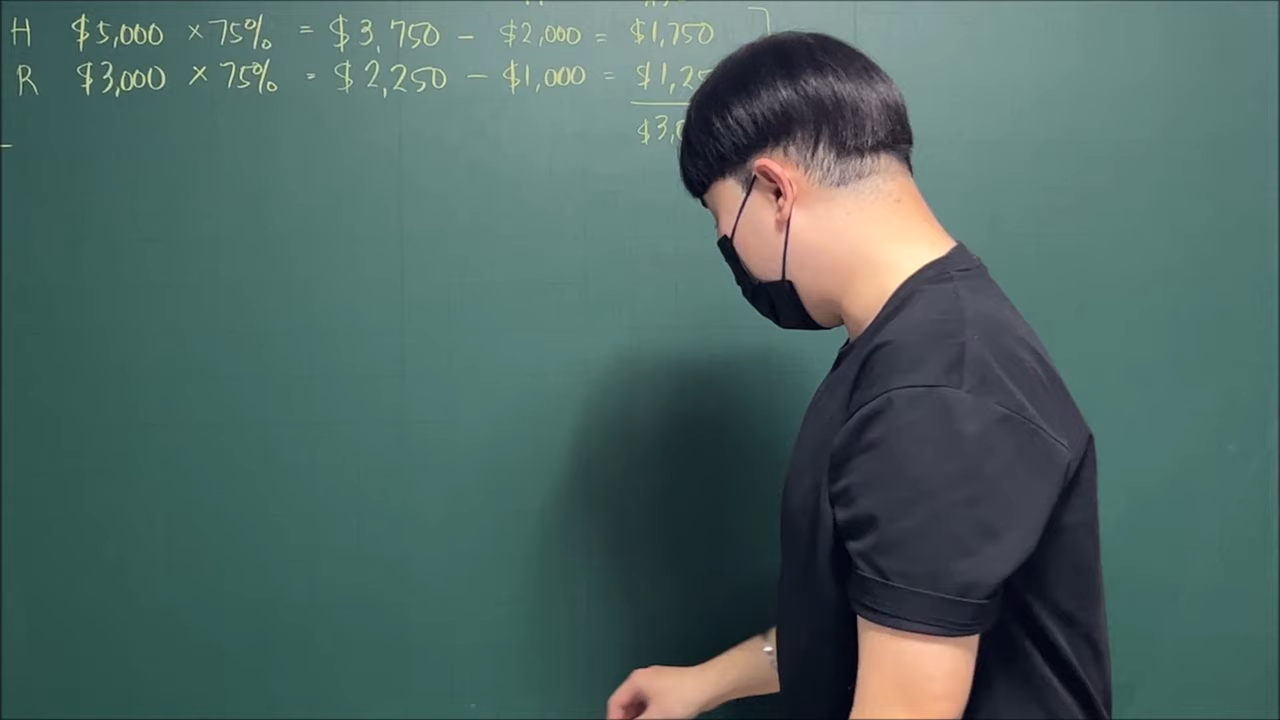 H $5,000 × 75% = $3,750 − $2,000 = $1,750
R $3,000 × 75% = $2,250 − $1,000 =